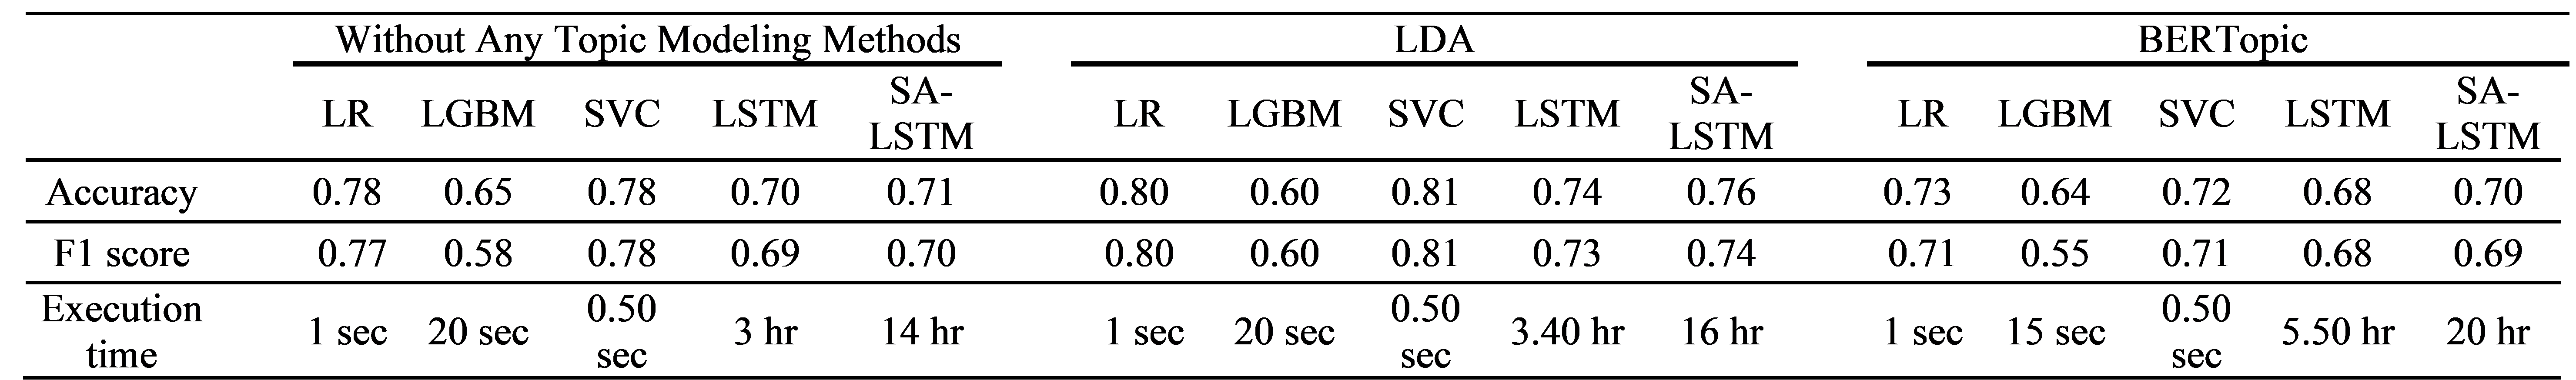 Without Any Topic Modeling Methods LDA BERTopic
LR LGBM SVC LSTM SA-LSTM LR LGBM SVC LSTM SA-LSTM LR LGBM SVC LSTM SA-LSTM
Accuracy 0.78 0.65 0.78 0.70 0.71 0.80 0.60 0.81 0.74 0.76 0.73 0.64 0.72 0.68 0.70
F1 score 0.77 0.58 0.78 0.69 0.70 0.80 0.60 0.81 0.73 0.74 0.71 0.55 0.71 0.68 0.69
Execution time 1 sec 20 sec 0.50 sec 3 hr 14 hr 1 sec 20 sec 0.50 sec 3.40 hr 16 hr 1 sec 15 sec 0.50 sec 5.50 hr 20 hr